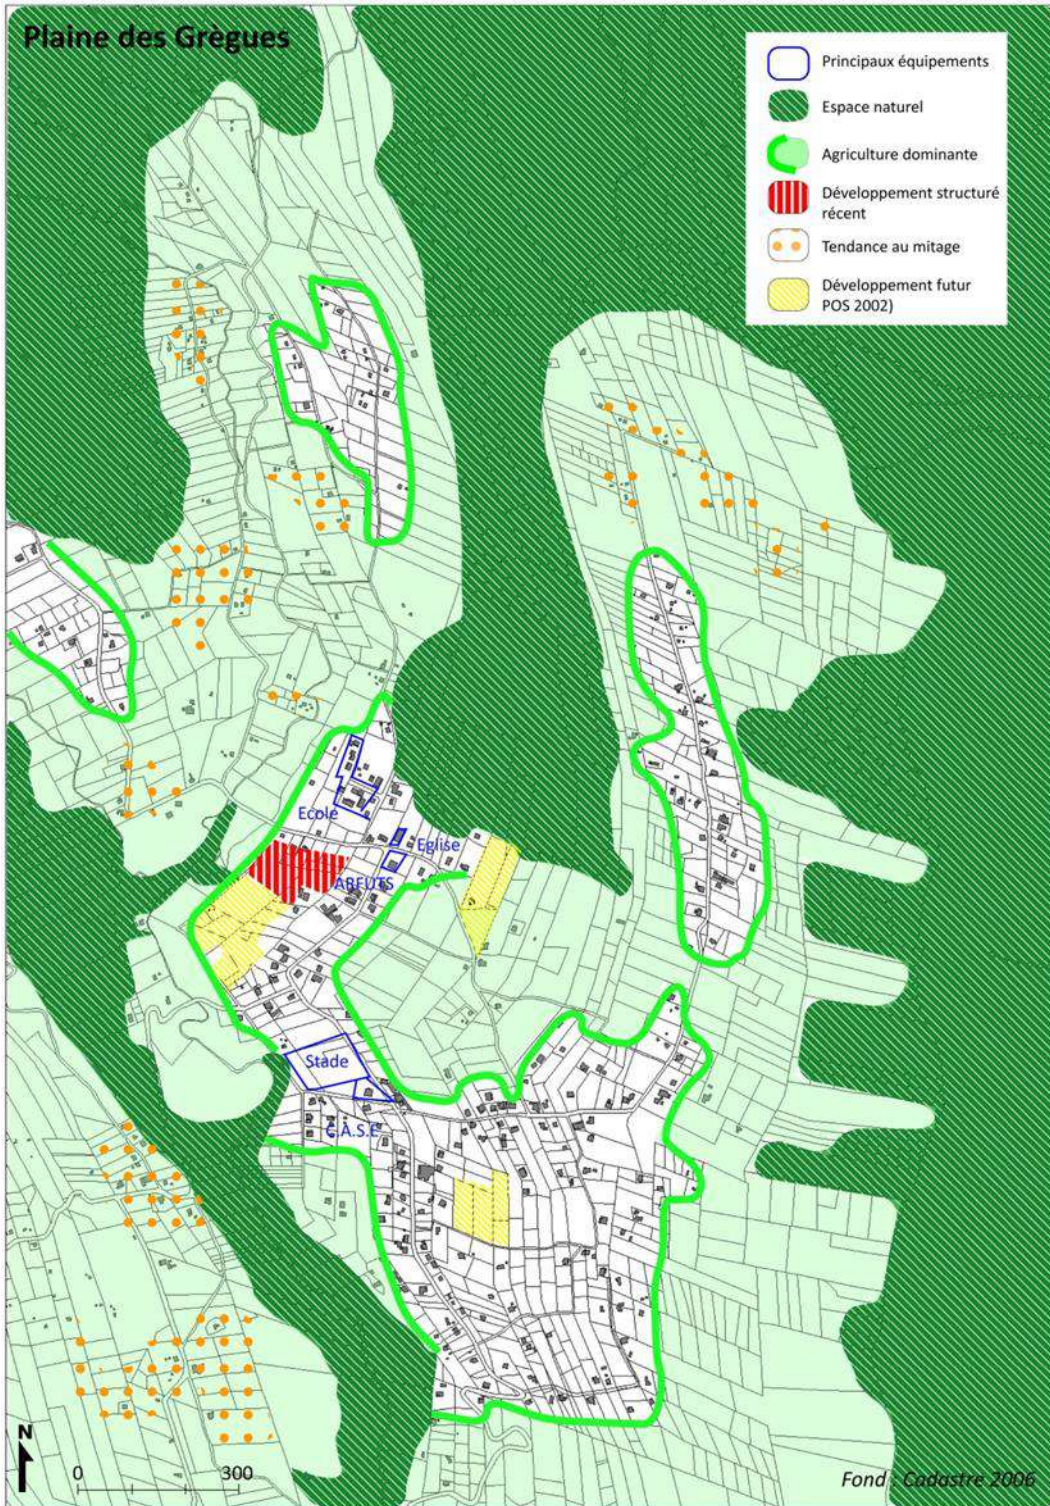 Plaine des Grègues
Principaux équipements
Espace naturel
Agriculture dominante
Développement structuré
récent
Tendance au mitage
Développement futur
POS 2002)
Ecole
Eglise
ABFUTS
Stade
C.A.S.E
N
0 300
Fond : Cadastre 2006